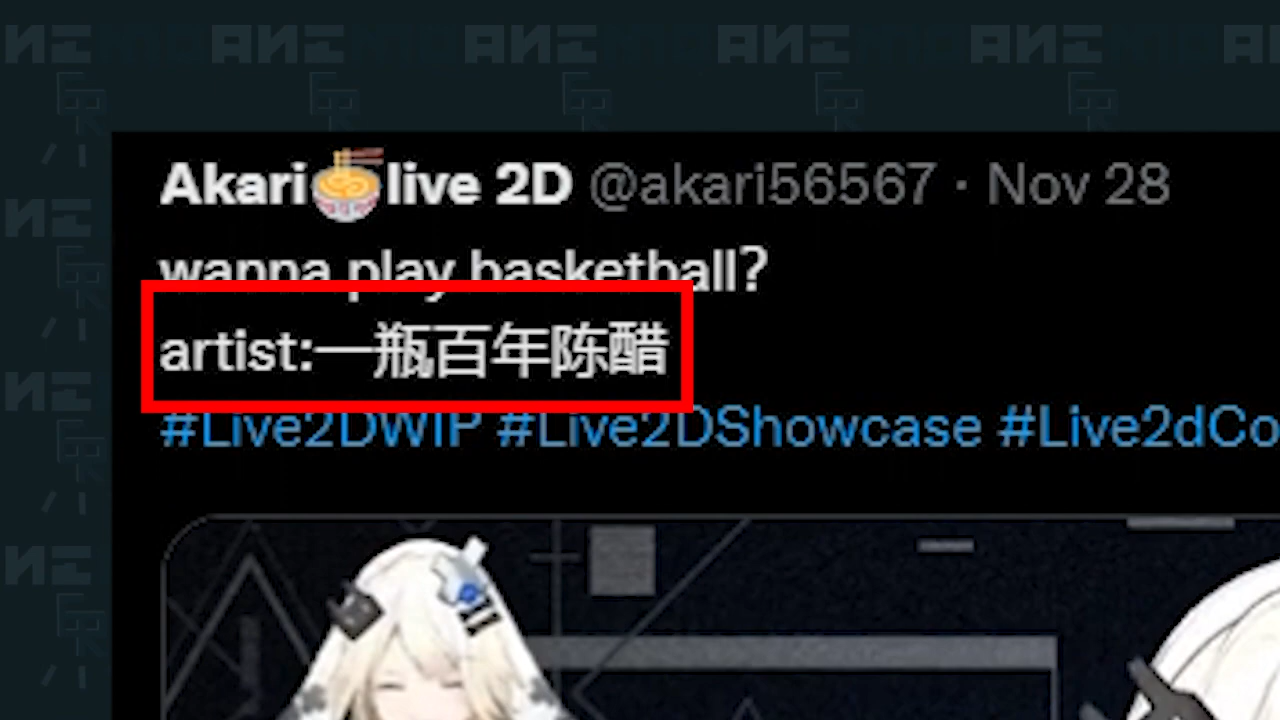 Akari🍜live 2D @akari56567 · Nov 28
wanna play basketball?
artist:一瓶百年陈醋
#Live2DWIP #Live2DShowcase #Live2dCo